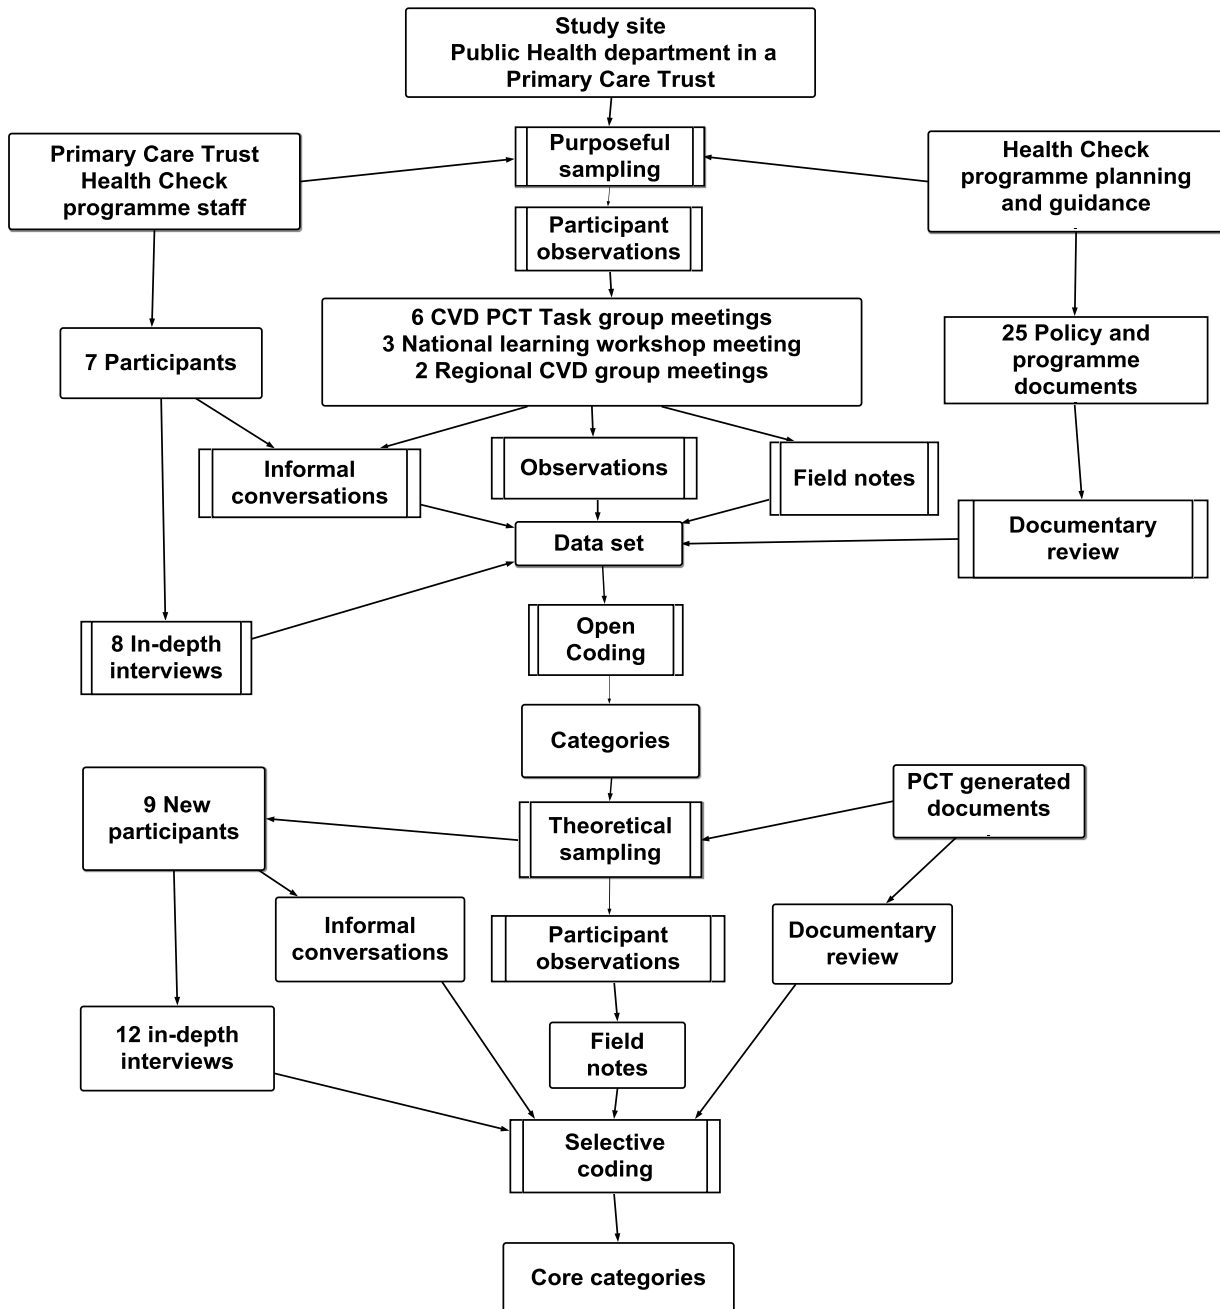 Study site
Public Health department in a
Primary Care Trust
Purposeful
sampling
Primary Care Trust
Health Check
programme staff
Health Check
programme planning
and guidance
Participant
observations
6 CVD PCT Task group meetings
3 National learning workshop meeting
2 Regional CVD group meetings
7 Participants
25 Policy and
programme
documents
Informal
conversations
Observations
Field notes
Data set
Documentary
review
8 In-depth
interviews
Open
Coding
Categories
9 New
participants
Theoretical
sampling
PCT generated
documents
Informal
conversations
Participant
observations
Documentary
review
12 in-depth
interviews
Field
notes
Selective
coding
Core categories